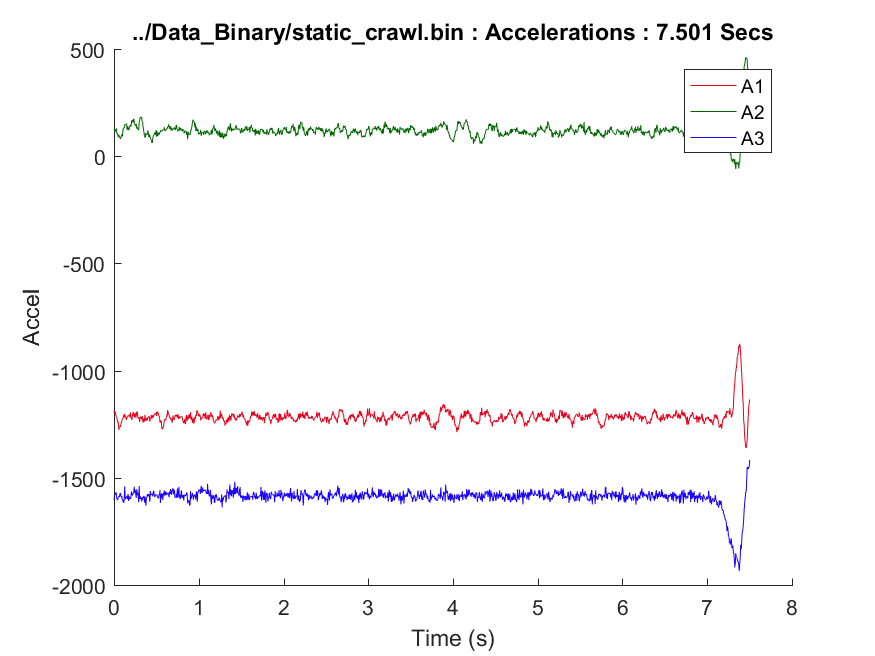 ../Data_Binary/static_crawl.bin : Accelerations : 7.501 Secs
500
A1
A2
A3
0
-500
Accel
-1000
-1500
-2000
0 1 2 3 4 5 6 7 8
Time (s)